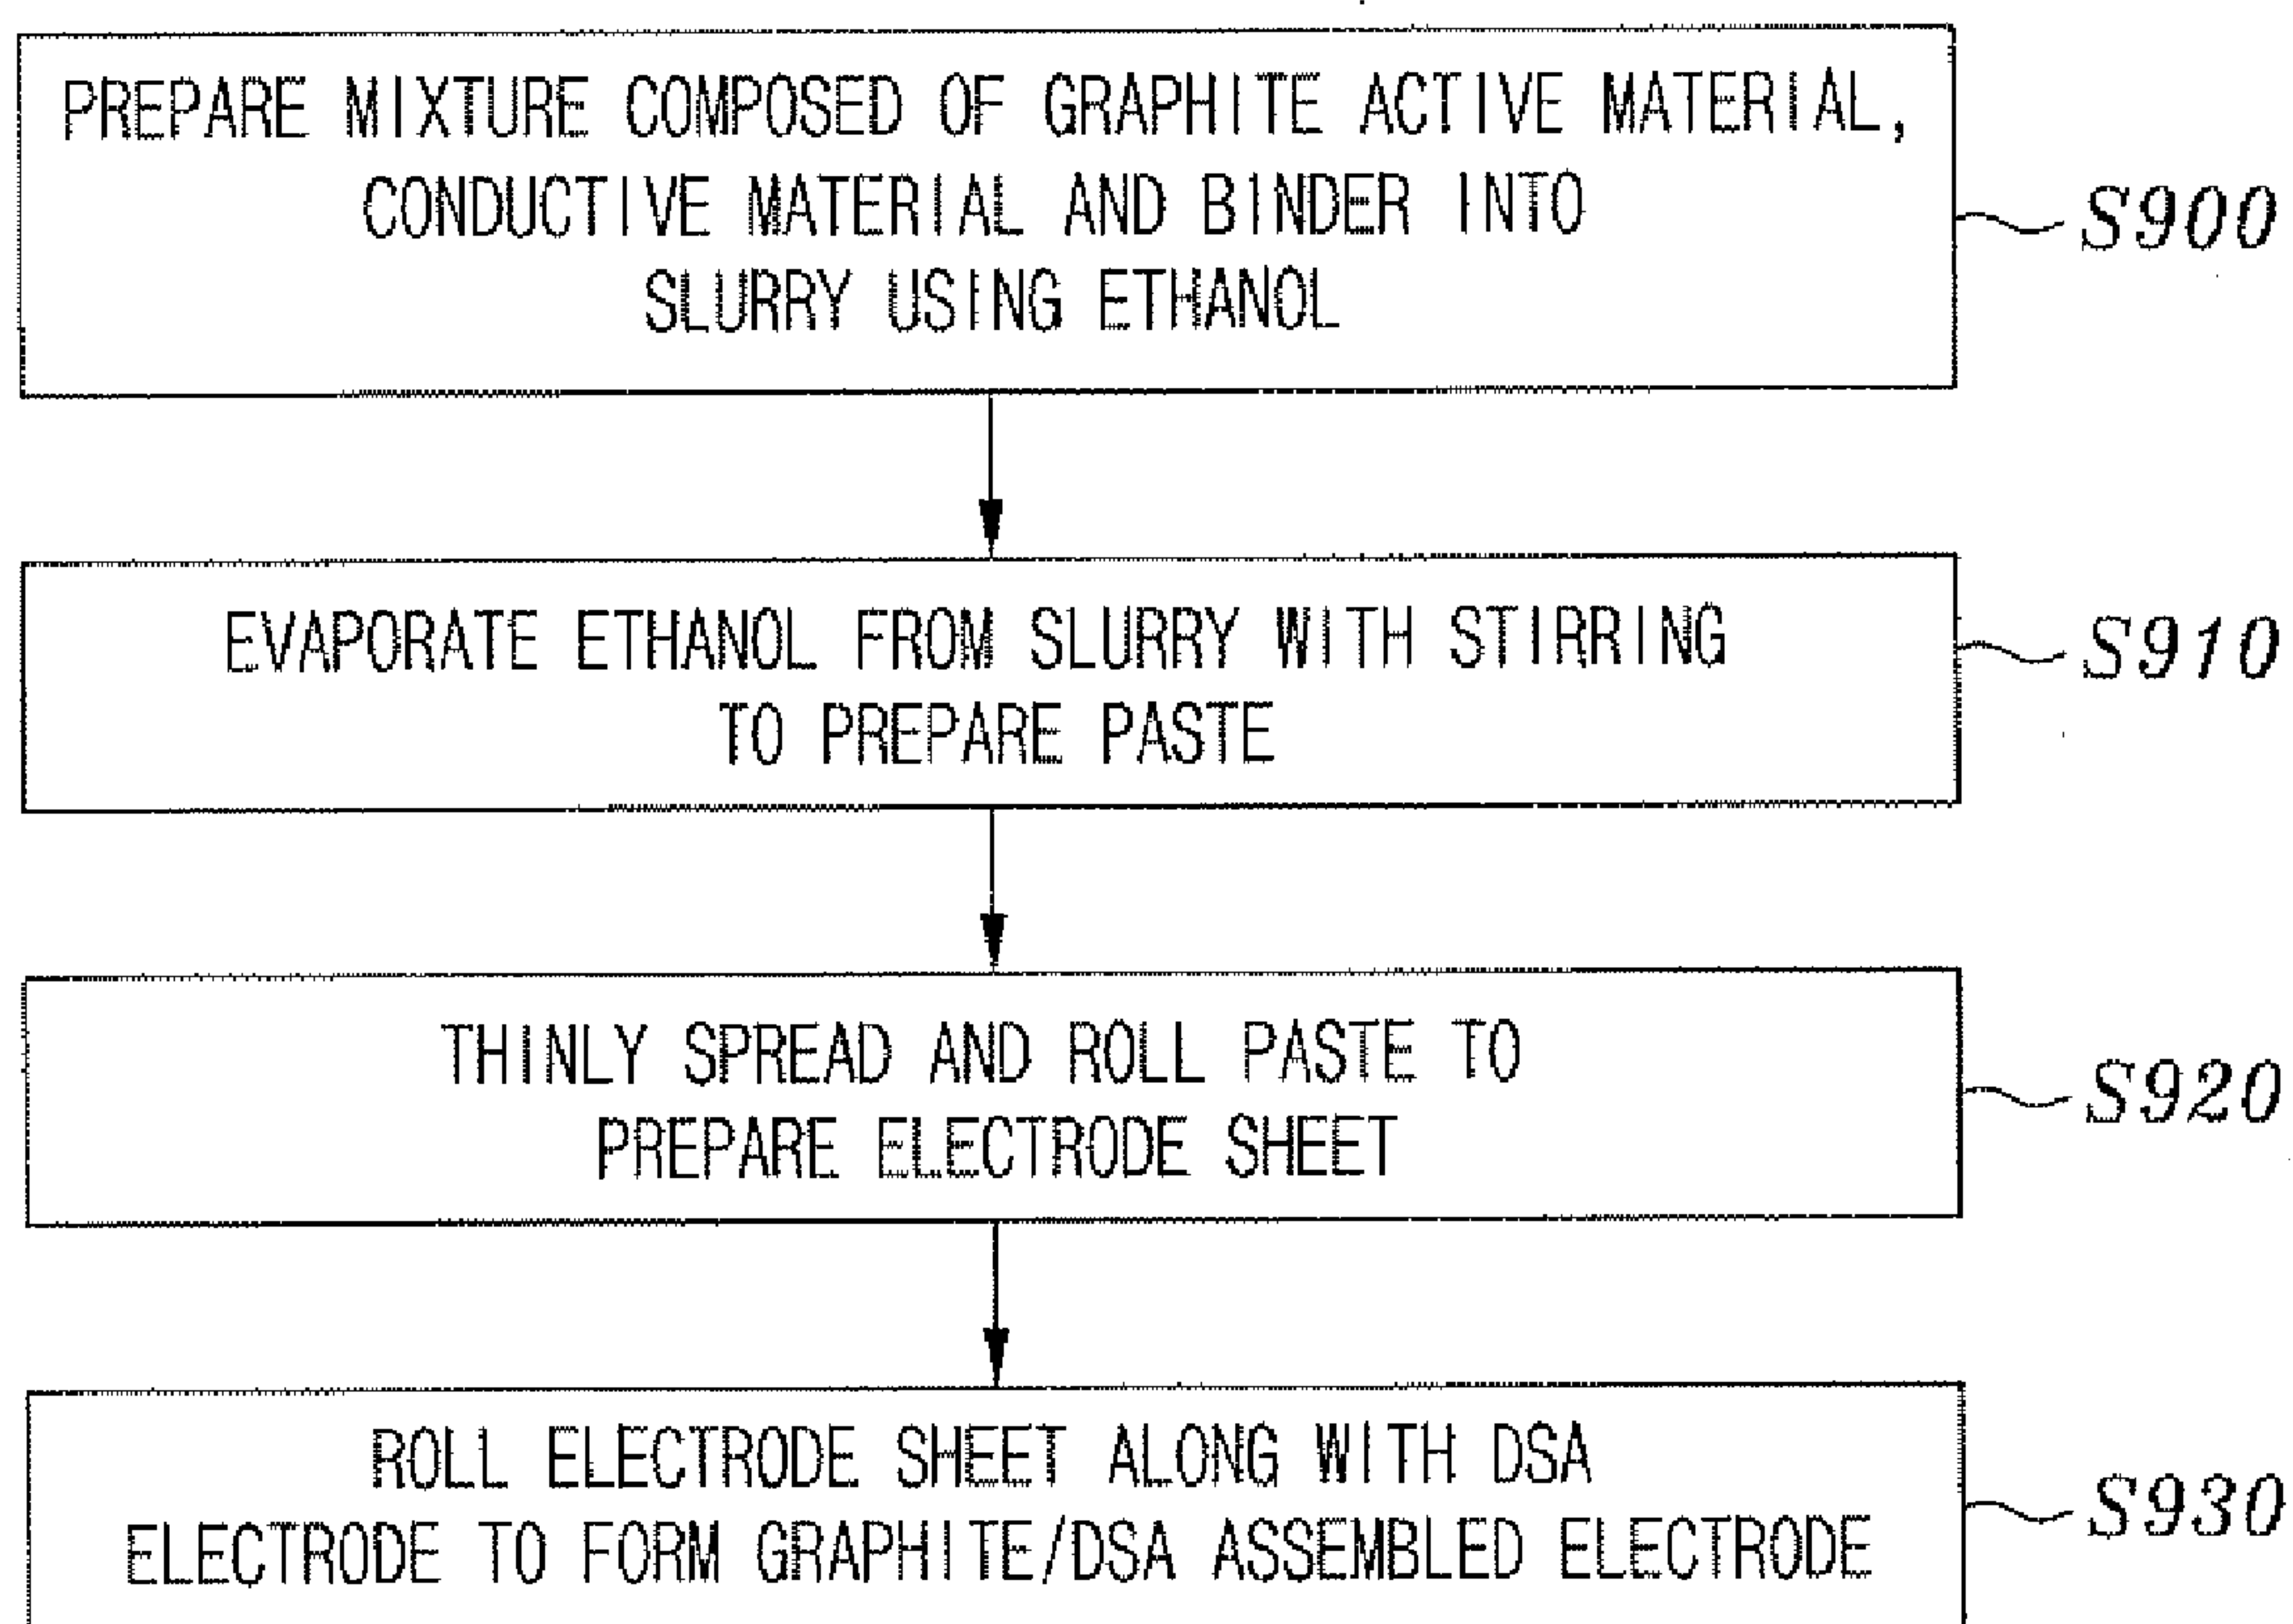 PREPARE MIXTURE COMPOSED OF GRAPHITE ACTIVE MATERIAL,
CONDUCTIVE MATERIAL AND BINDER INTO
SLURRY USING ETHANOL
S900
EVAPORATE ETHANOL FROM SLURRY WITH STIRRING
TO PREPARE PASTE
S910
THINLY SPREAD AND ROLL PASTE TO
PREPARE ELECTRODE SHEET
S920
ROLL ELECTRODE SHEET ALONG WITH DSA
ELECTRODE TO FORM GRAPHITE/DSA ASSEMBLED ELECTRODE
S930